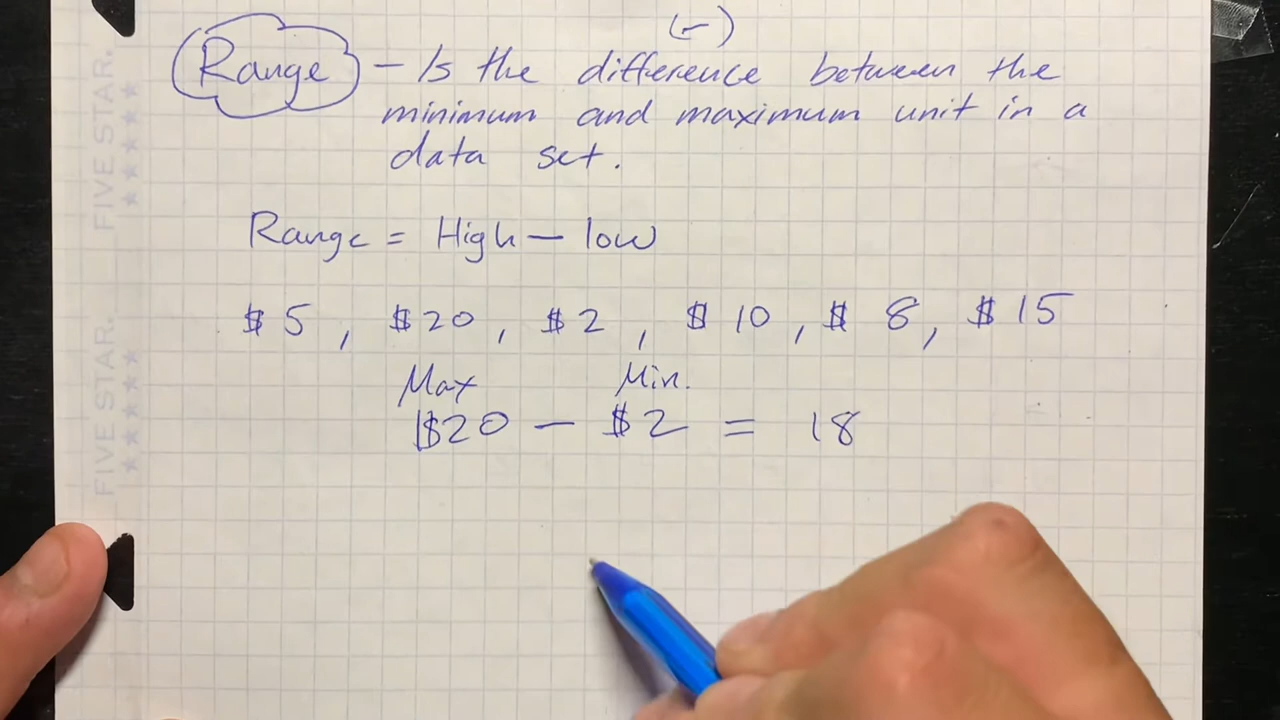 (-)
Range - Is the difference between the
minimum and maximum unit in a
data set.
Range = High - low
$5, $20, $2, $10, $8, $15
Max Min.
$20 - $2 = 18
FIVE STAR.
FIVE STAR.